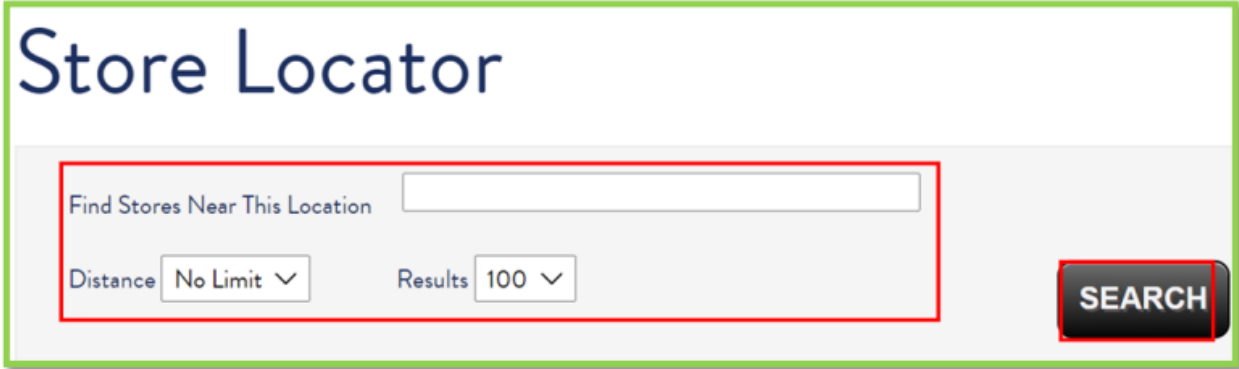 Store Locator
Find Stores Near This Location
Distance No Limit Results 100
SEARCH